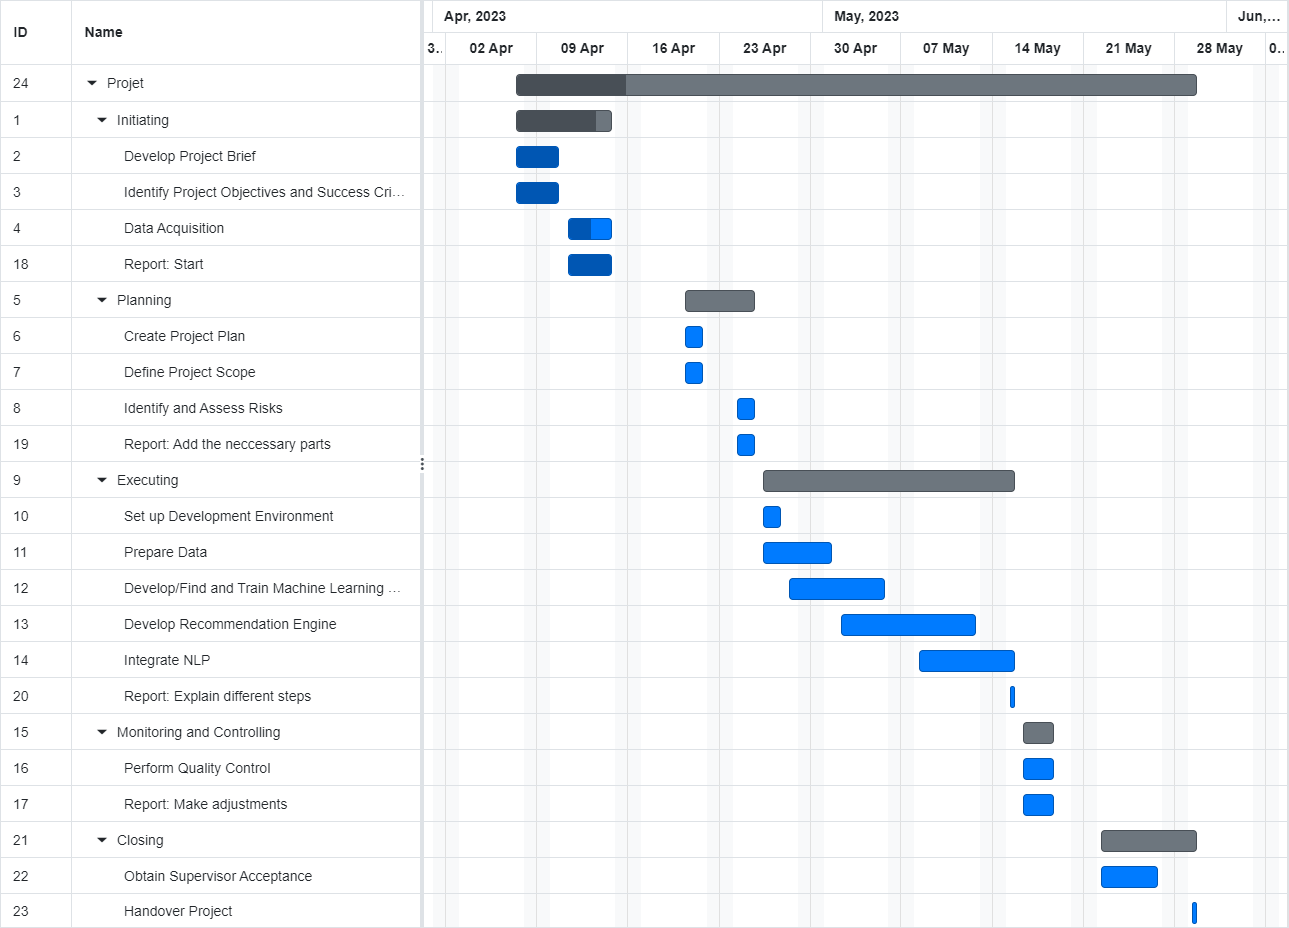 ID Name Apr, 2023 May, 2023 Jun,...
3.. 02 Apr 09 Apr 16 Apr 23 Apr 30 Apr 07 May 14 May 21 May 28 May 0..
24 Projet
1 Initiating
2 Develop Project Brief
3 Identify Project Objectives and Success Cri...
4 Data Acquisition
18 Report: Start
5 Planning
6 Create Project Plan
7 Define Project Scope
8 Identify and Assess Risks
19 Report: Add the neccessary parts
9 Executing
10 Set up Development Environment
11 Prepare Data
12 Develop/Find and Train Machine Learning ...
13 Develop Recommendation Engine
14 Integrate NLP
20 Report: Explain different steps
15 Monitoring and Controlling
16 Perform Quality Control
17 Report: Make adjustments
21 Closing
22 Obtain Supervisor Acceptance
23 Handover Project